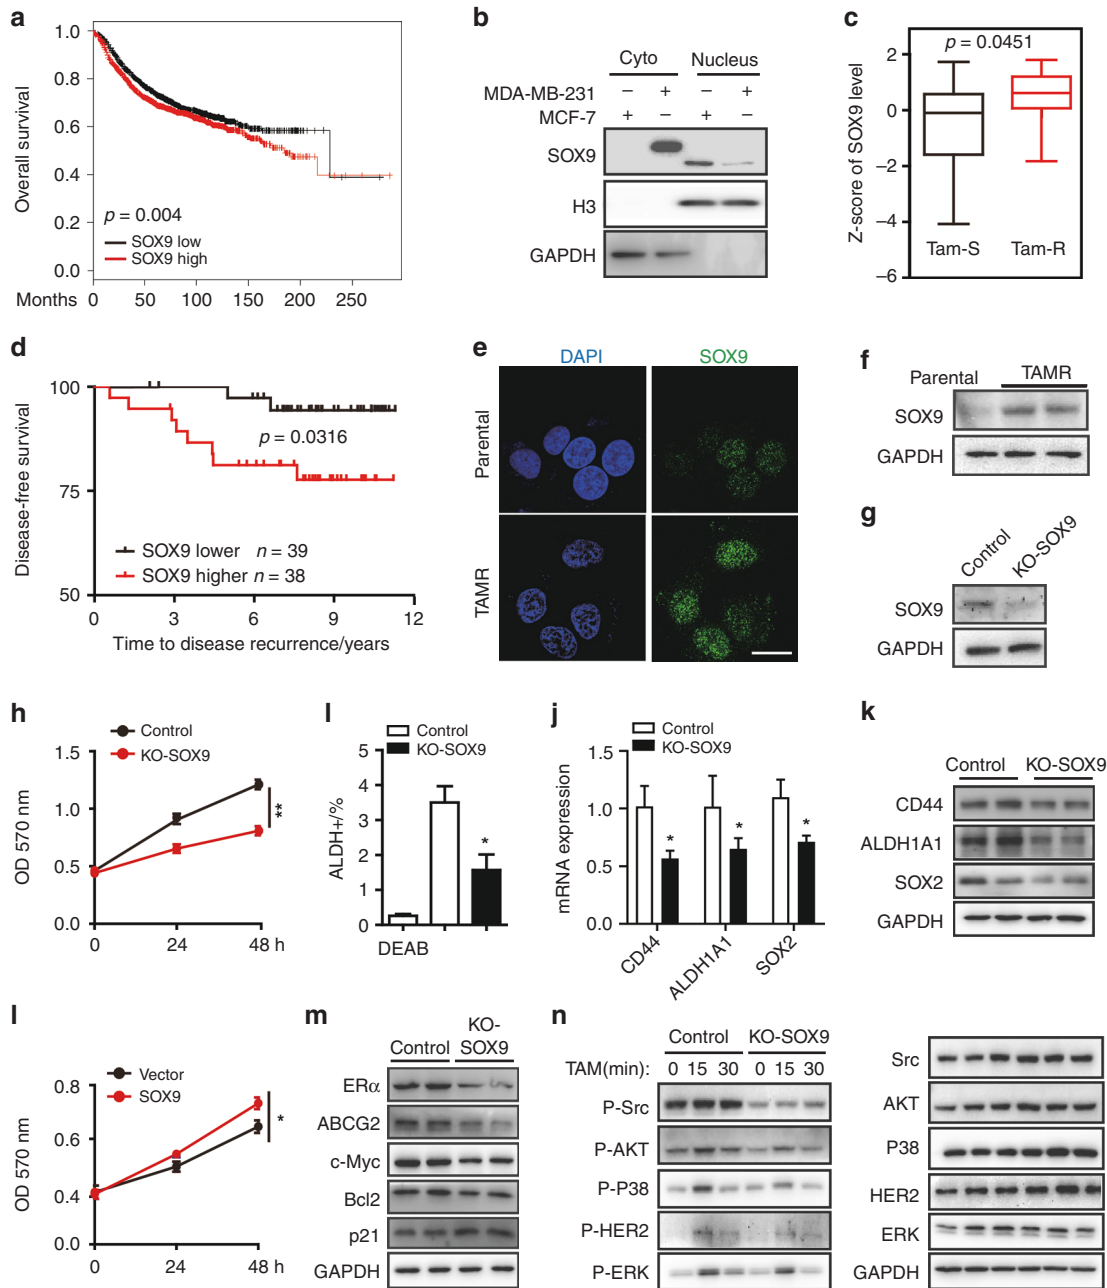 a
1.0
0.8
0.6
0.4
0.2
0.0
Overall survival
p = 0.004
SOX9 low
SOX9 high
Months 0 50 100 150 200 250
b
Cyto Nucleus
MDA-MB-231 – + – +
MCF-7 + – + –
SOX9
H3
GAPDH
c
p = 0.0451
2
0
–2
–4
–6
Z-score of SOX9 level
Tam-S Tam-R
d
100
75
50
Disease-free survival
p = 0.0316
SOX9 lower n = 39
SOX9 higher n = 38
0 3 6 9 12
Time to disease recurrence/years
e
DAPI SOX9
Parental
TAMR
f
Parental TAMR
SOX9
GAPDH
g
Control KO-SOX9
SOX9
GAPDH
h
Control
KO-SOX9
1.5
1.0
0.5
0.0
OD 570 nm
**
0 24 48 h
l
Control
KO-SOX9
5
4
3
2
1
0
ALDH+/%
*
DEAB
j
Control
KO-SOX9
1.5
1.0
0.5
0.0
mRNA expression
* * *
CD44 ALDH1A1 SOX2
k
Control KO-SOX9
CD44
ALDH1A1
SOX2
GAPDH
l
Vector
SOX9
0.8
0.6
0.4
0.0
OD 570 nm
*
0 24 48 h
m
KO-
Control SOX9
ERα
ABCG2
c-Myc
Bcl2
p21
GAPDH
n
Control KO-SOX9
TAM(min): 0 15 30 0 15 30
P-Src
P-AKT
P-P38
P-HER2
P-ERK
Src
AKT
P38
HER2
ERK
GAPDH